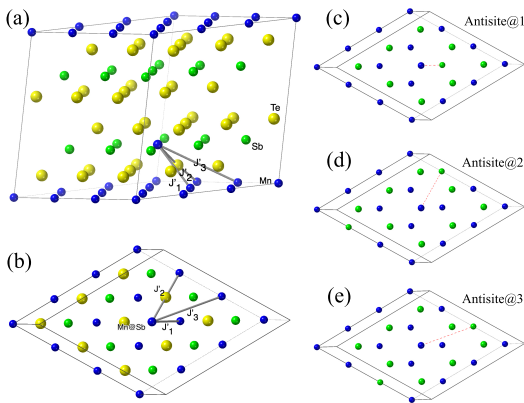 (a)
Te
Sb
J'3
J'2
J'1
Mn
(b)
J'2
J'3
Mn@Sb
J'1
(c)
Antisite@1
(d)
Antisite@2
(e)
Antisite@3